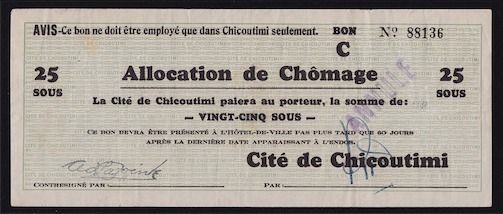 AVIS-Ce bon ne doit être employé que dans Chicoutimi seulement. BON Nº 88136
C
25 Allocation de Chômage 25
SOUS SOUS
La Cité de Chicoutimi paiera au porteur, la somme de:
— VINGT-CINQ SOUS —
CE BON DEVRA ÊTRE PRÉSENTÉ À L'HÔTEL-DE-VILLE PAS PLUS TARD QUE 60 JOURS
APRÈS LA DERNIÈRE DATE APPARAISSANT À L'ENDOS.
Cité de Chicoutimi
CONTRESIGNÉ PAR PAR